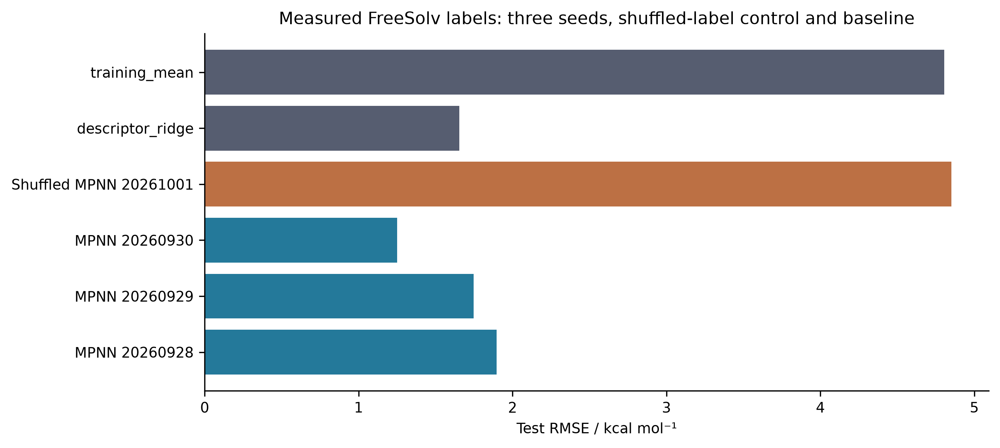 Measured FreeSolv labels: three seeds, shuffled-label control and baseline
training_mean
descriptor_ridge
Shuffled MPNN 20261001
MPNN 20260930
MPNN 20260929
MPNN 20260928
0 1 2 3 4 5
Test RMSE / kcal mol⁻¹